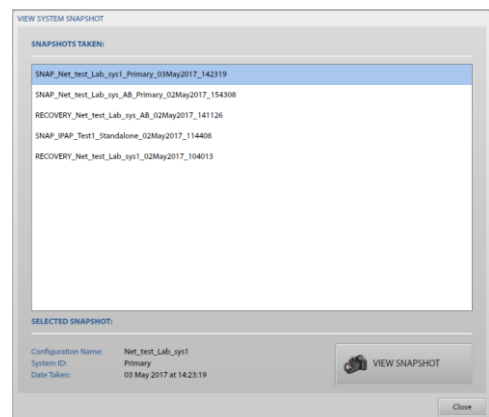 VIEW SYSTEM SNAPSHOT
SNAPSHOTS TAKEN:
SNAP_Net_test_Lab_sys1_Primary_03May2017_142319
SNAP_Net_test_Lab_sys_AB_Primary_02May2017_154308
RECOVERY_Net_test_Lab_sys_AB_02May2017_141126
SNAP_IPAP_Test1_Standalone_02May2017_114408
RECOVERY_Net_test_Lab_sys1_02May2017_104013
SELECTED SNAPSHOT:
Configuration Name: Net_test_Lab_sys1
System ID: Primary
Date Taken: 03 May 2017 at 14:23:19
VIEW SNAPSHOT
Close